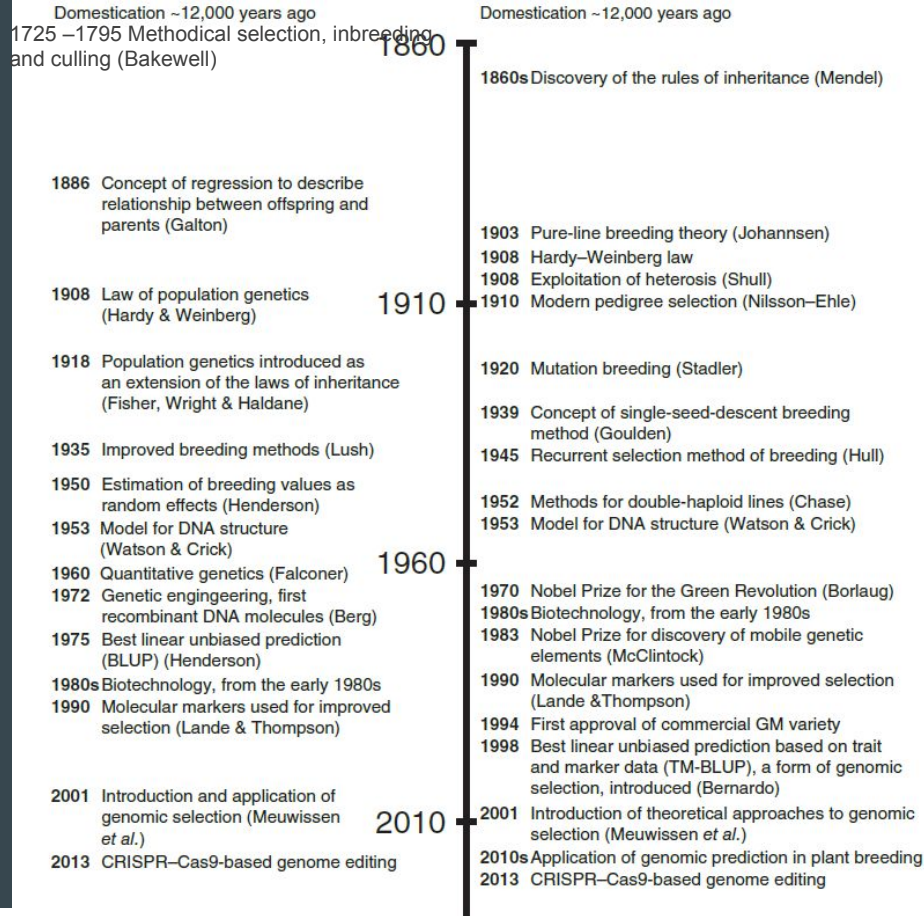 Domestication ~12,000 years ago
1725 –1795 Methodical selection, inbreeding
and culling (Bakewell)
1886 Concept of regression to describe
relationship between offspring and
parents (Galton)
1908 Law of population genetics
(Hardy & Weinberg)
1918 Population genetics introduced as
an extension of the laws of inheritance
(Fisher, Wright & Haldane)
1935 Improved breeding methods (Lush)
1950 Estimation of breeding values as
random effects (Henderson)
1953 Model for DNA structure
(Watson & Crick)
1960 Quantitative genetics (Falconer)
1972 Genetic engingeering, first
recombinant DNA molecules (Berg)
1975 Best linear unbiased prediction
(BLUP) (Henderson)
1980s Biotechnology, from the early 1980s
1990 Molecular markers used for improved
selection (Lande & Thompson)
2001 Introduction and application of
genomic selection (Meuwissen
et al.)
2013 CRISPR–Cas9-based genome editing
1860
1910
1960
2010
Domestication ~12,000 years ago
1860s Discovery of the rules of inheritance (Mendel)
1903 Pure-line breeding theory (Johannsen)
1908 Hardy–Weinberg law
1908 Exploitation of heterosis (Shull)
1910 Modern pedigree selection (Nilsson–Ehle)
1920 Mutation breeding (Stadler)
1939 Concept of single-seed-descent breeding
method (Goulden)
1945 Recurrent selection method of breeding (Hull)
1952 Methods for double-haploid lines (Chase)
1953 Model for DNA structure (Watson & Crick)
1970 Nobel Prize for the Green Revolution (Borlaug)
1980s Biotechnology, from the early 1980s
1983 Nobel Prize for discovery of mobile genetic
elements (McClintock)
1990 Molecular markers used for improved selection
(Lande &Thompson)
1994 First approval of commercial GM variety
1998 Best linear unbiased prediction based on trait
and marker data (TM-BLUP), a form of genomic
selection, introduced (Bernardo)
2001 Introduction of theoretical approaches to genomic
selection (Meuwissen et al.)
2010s Application of genomic prediction in plant breeding
2013 CRISPR–Cas9-based genome editing